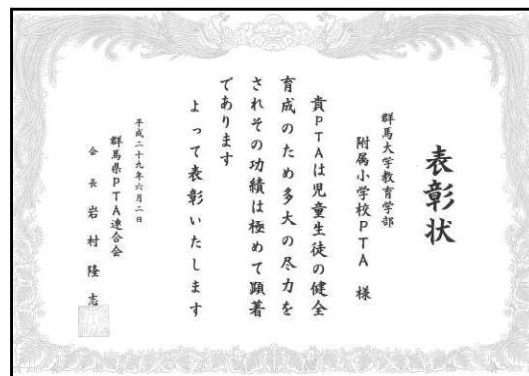 表彰状
群馬大学教育学部
附属小学校PTA 様
貴PTAは児童生徒の健全
育成のため多大の尽力を
されその功績は極めて顕著
であります
よって表彰いたします
平成二十九年六月二日
群馬県PTA連合会
会長 岩村隆志